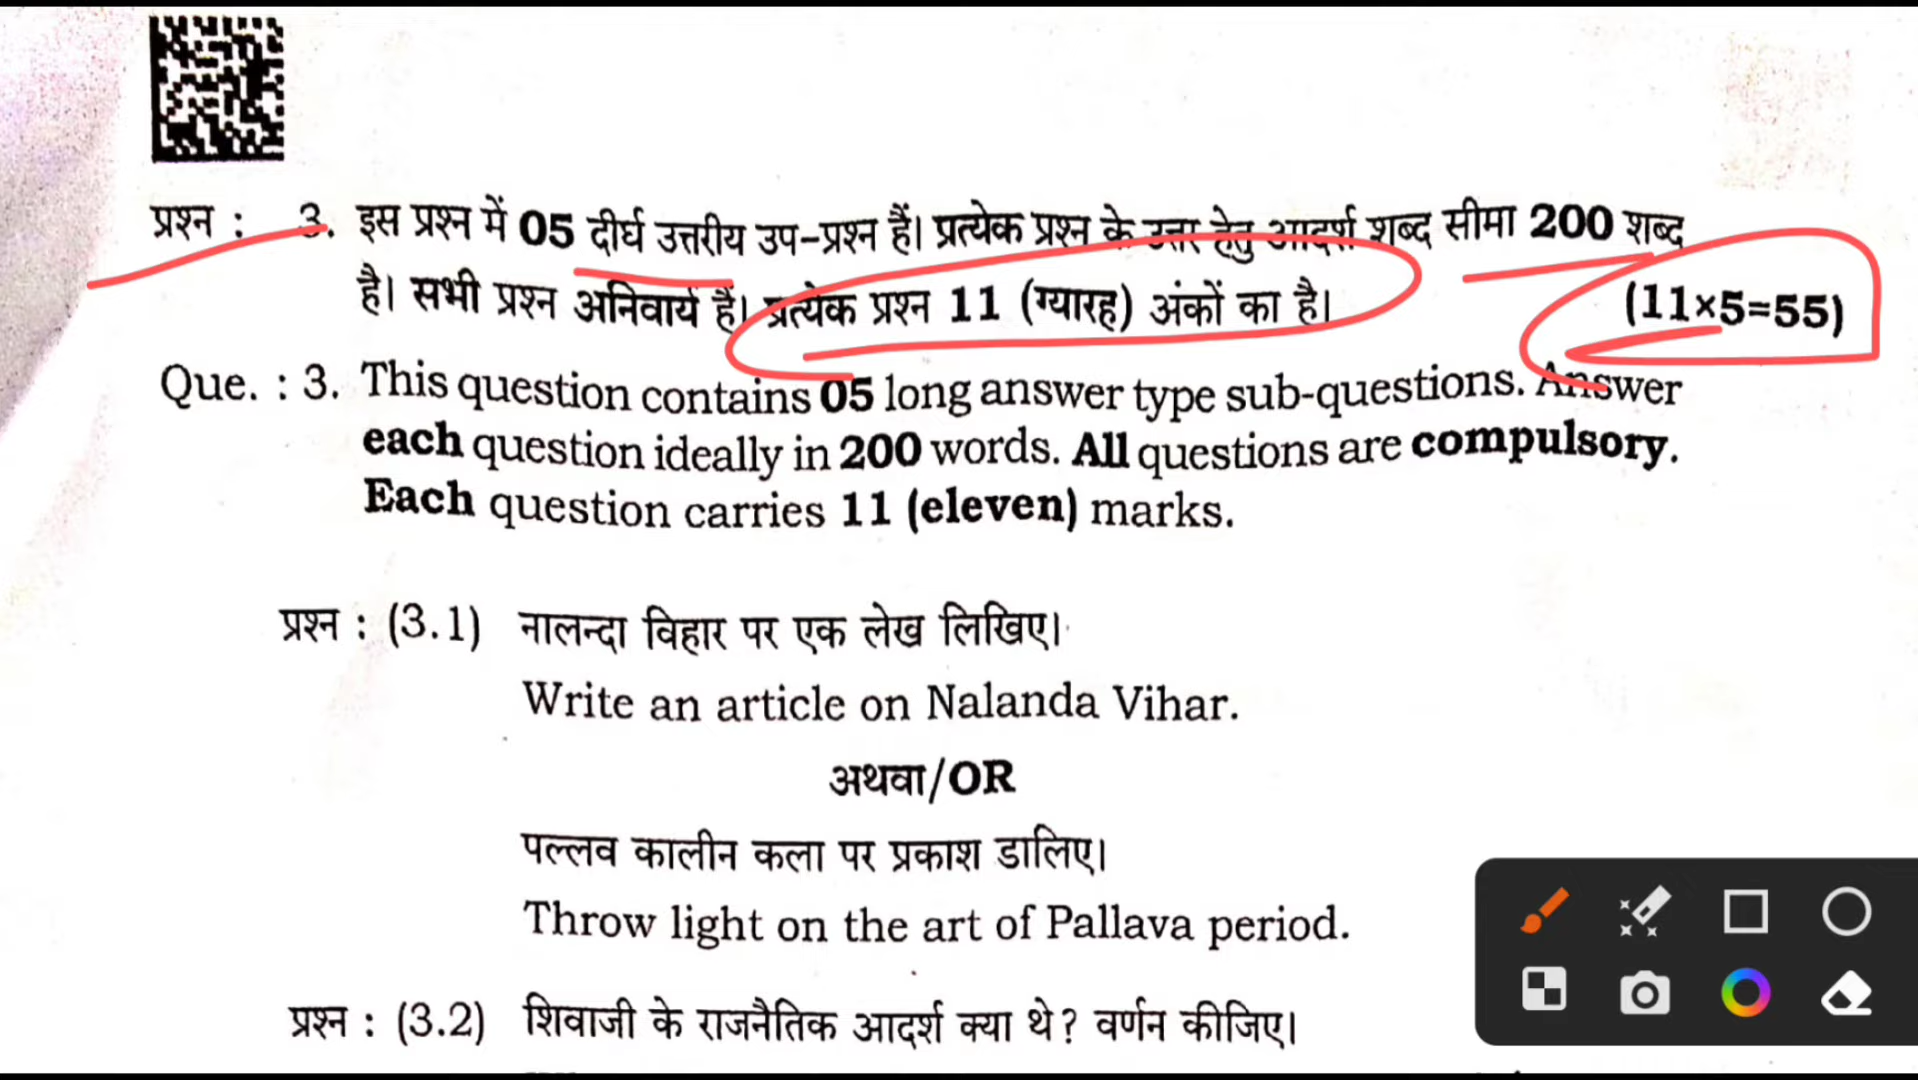 प्रश्न : 3. इस प्रश्न में 05 दीर्घ उत्तरीय उप-प्रश्न हैं। प्रत्येक प्रश्न के उत्तर हेतु आदर्श शब्द सीमा 200 शब्द
है। सभी प्रश्न अनिवार्य हैं। प्रत्येक प्रश्न 11 (ग्यारह) अंकों का है। (11×5=55)
Que. : 3. This question contains 05 long answer type sub-questions. Answer
each question ideally in 200 words. All questions are compulsory.
Each question carries 11 (eleven) marks.
प्रश्न : (3.1) नालन्दा विहार पर एक लेख लिखिए।
Write an article on Nalanda Vihar.
अथवा/OR
पल्लव कालीन कला पर प्रकाश डालिए।
Throw light on the art of Pallava period.
प्रश्न : (3.2) शिवाजी के राजनैतिक आदर्श क्या थे? वर्णन कीजिए।